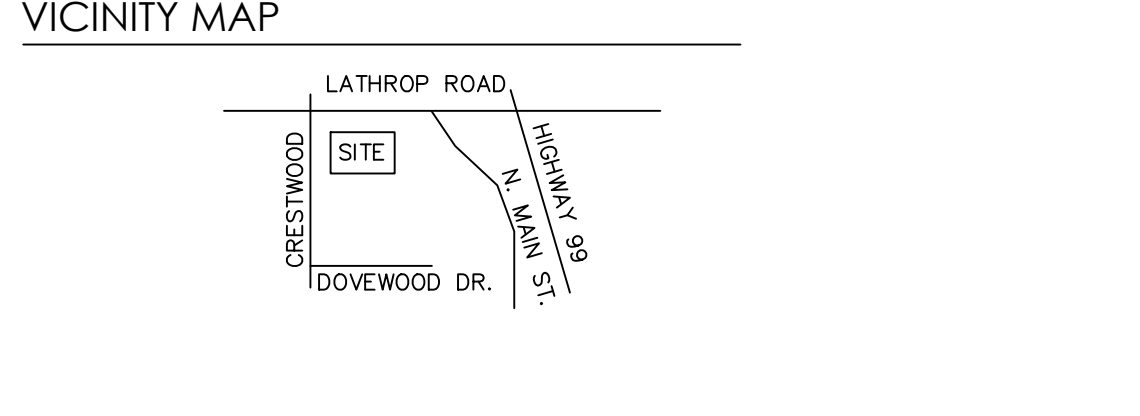 VICINITY MAP
LATHROP ROAD
CRESTWOOD
SITE
HIGHWAY 99
N. MAIN ST.
DOVEWOOD DR.